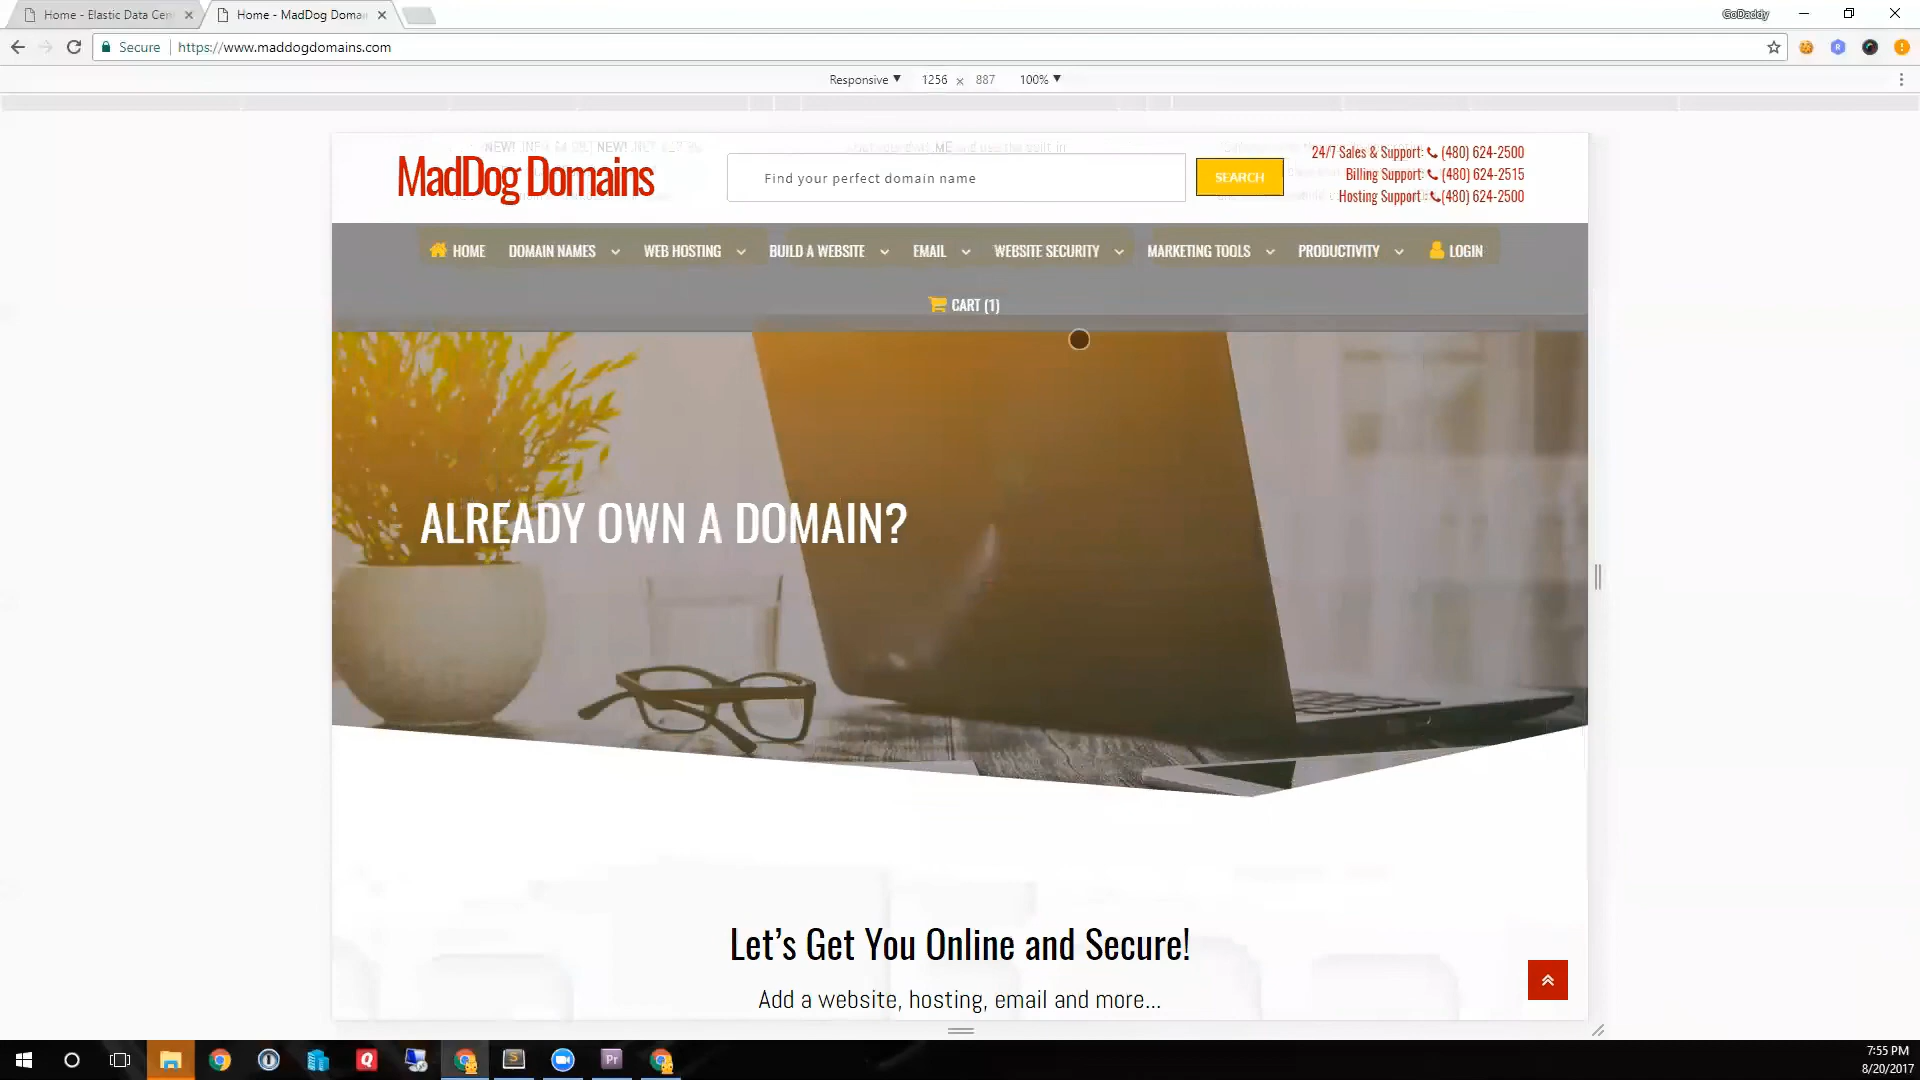 Home - Elastic Data Cen
Home - MadDog Domai
GoDaddy
Secure
https://www.maddogdomains.com
Responsive
1256 × 887
100%
MadDog Domains
Find your perfect domain name
SEARCH
24/7 Sales & Support: (480) 624-2500
Billing Support: (480) 624-2515
Hosting Support : (480) 624-2500
HOME
DOMAIN NAMES
WEB HOSTING
BUILD A WEBSITE
EMAIL
WEBSITE SECURITY
MARKETING TOOLS
PRODUCTIVITY
LOGIN
CART (1)
ALREADY OWN A DOMAIN?
Let's Get You Online and Secure!
Add a website, hosting, email and more...
Pr
7:55 PM
8/20/2017